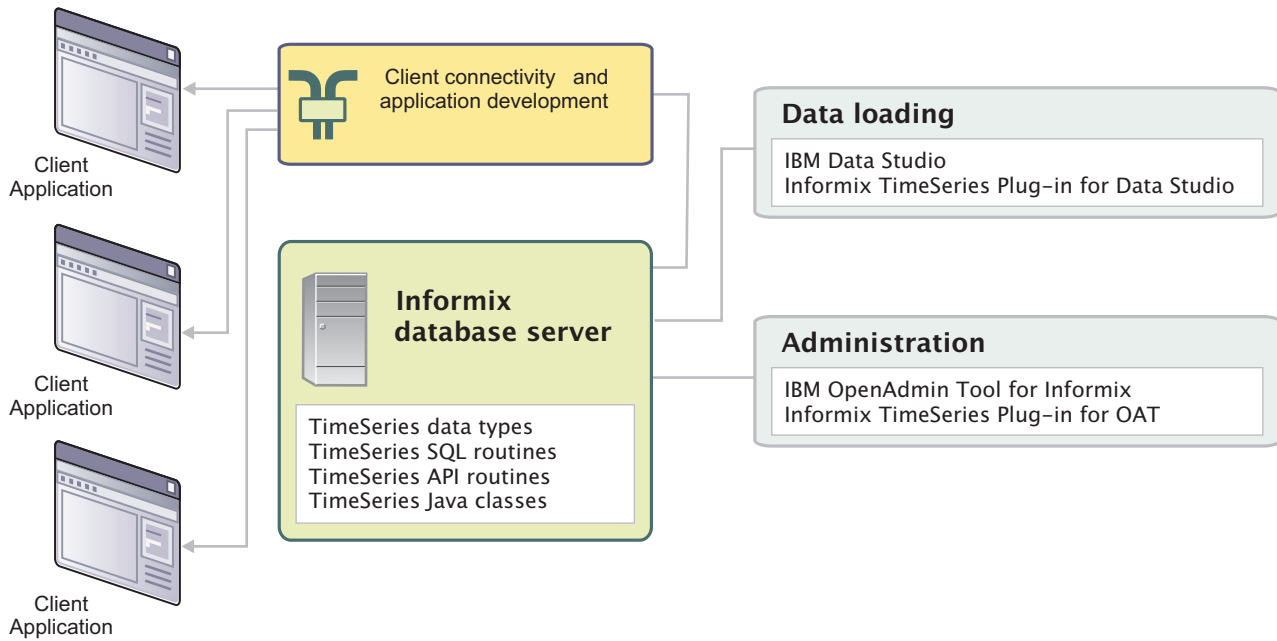 Client
Application
Client
Application
Client
Application
Client connectivity and
application development
Informix
database server
TimeSeries data types
TimeSeries SQL routines
TimeSeries API routines
TimeSeries Java classes
Data loading
IBM Data Studio
Informix TimeSeries Plug-in for Data Studio
Administration
IBM OpenAdmin Tool for Informix
Informix TimeSeries Plug-in for OAT